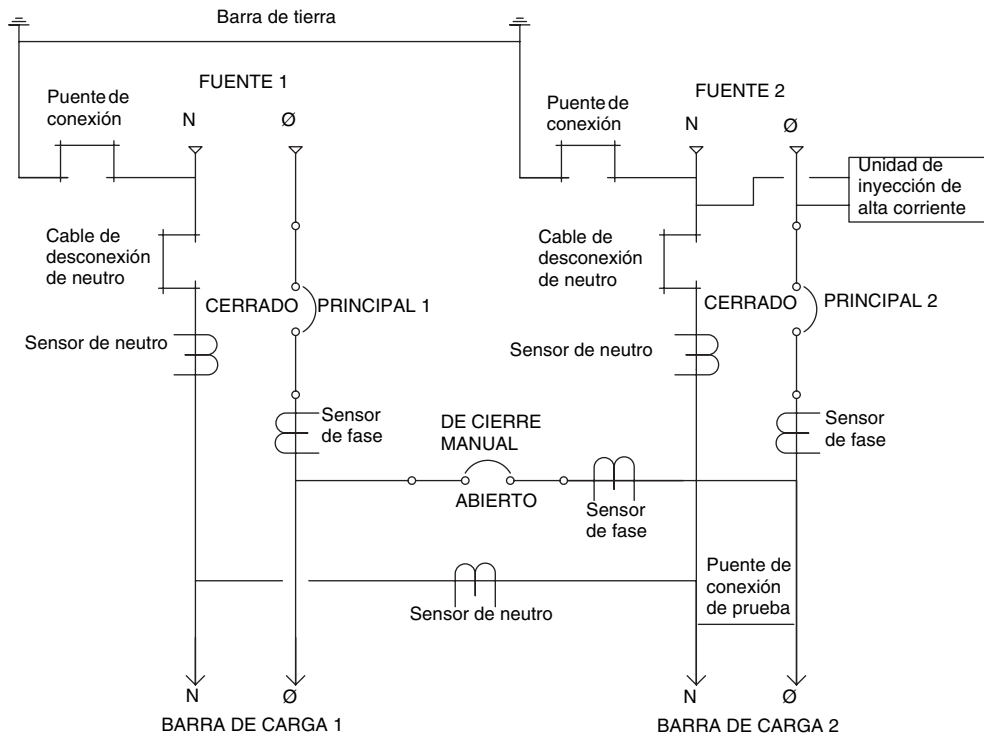 Barra de tierra
FUENTE 1
FUENTE 2
Puente de
conexión
N
Ø
Puente de
conexión
N
Ø
Unidad de
inyección de
alta corriente
Cable de
desconexión
de neutro
Cable de
desconexión
de neutro
CERRADO
PRINCIPAL 1
CERRADO
PRINCIPAL 2
Sensor de neutro
Sensor de neutro
Sensor
de fase
DE CIERRE
MANUAL
Sensor
de fase
ABIERTO
Sensor
de fase
Puente de
conexión
de prueba
Sensor de neutro
N
Ø
N
Ø
BARRA DE CARGA 1
BARRA DE CARGA 2